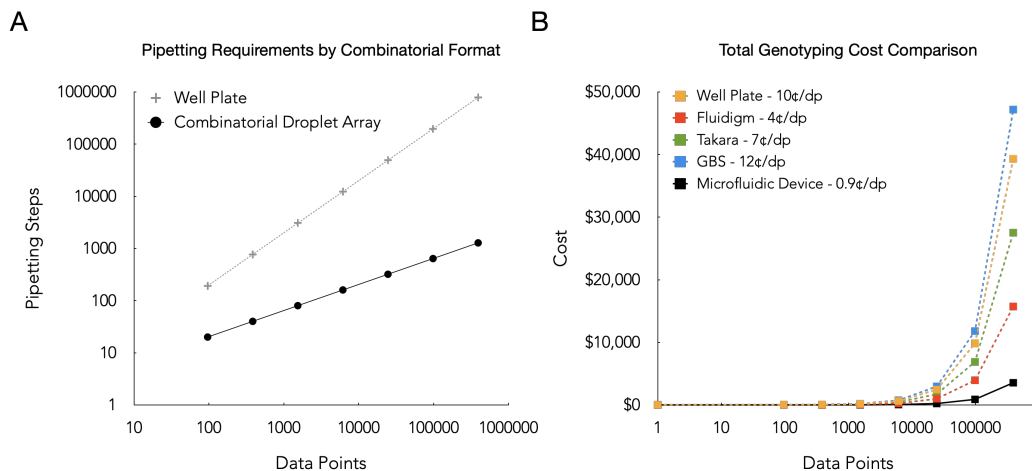 A
Pipetting Requirements by Combinatorial Format
Well Plate
Combinatorial Droplet Array
Pipetting Steps
1000000
100000
10000
1000
100
10
1
10
100
1000
10000
100000
1000000
Data Points
B
Total Genotyping Cost Comparison
Well Plate - 10¢/dp
Fluidigm - 4¢/dp
Takara - 7¢/dp
GBS - 12¢/dp
Microfluidic Device - 0.9¢/dp
Cost
$50,000
$40,000
$30,000
$20,000
$10,000
$0
1
10
100
1000
10000
100000
Data Points